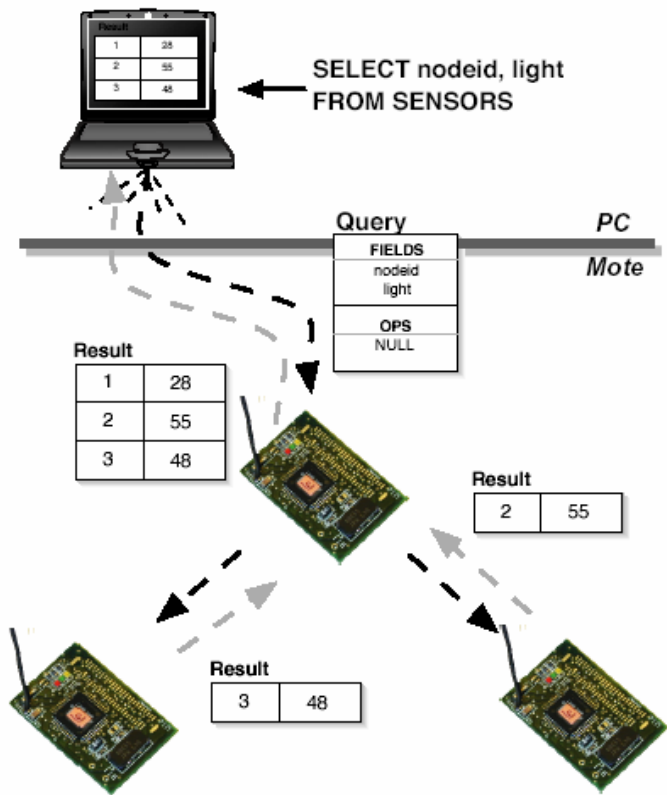 Result
1 28
2 55
3 48
SELECT nodeid, light
FROM SENSORS
Query
PC
FIELDS
nodeid
light
Mote
OPS
NULL
Result
1 28
2 55
3 48
Result
2 55
Result
3 48